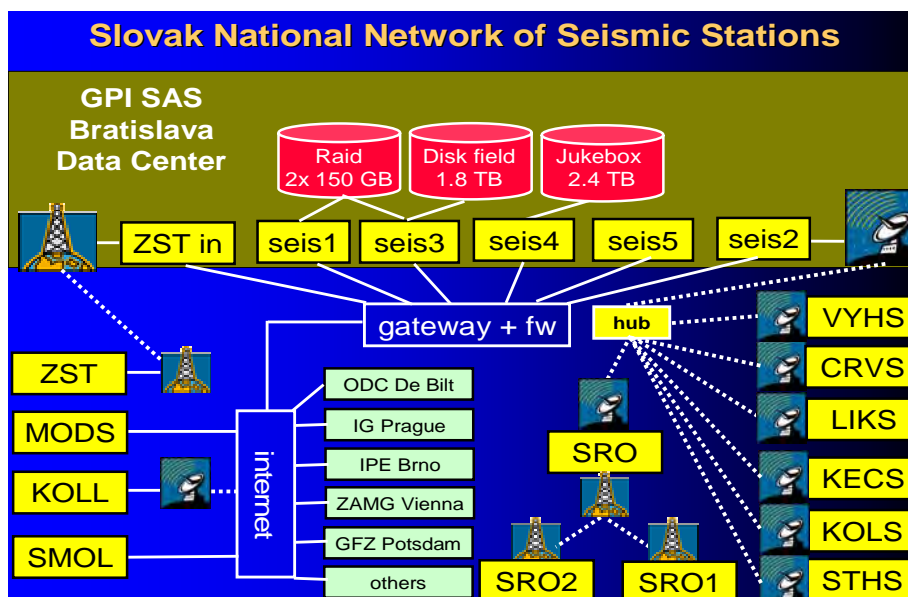 Slovak National Network of Seismic Stations
GPI SAS
Bratislava
Data Center
Raid
2x 150 GB
Disk field
1.8 TB
Jukebox
2.4 TB
ZST in
seis1
seis3
seis4
seis5
seis2
gateway + fw
hub
ZST
MODS
KOLL
SMOL
internet
ODC De Bilt
IG Prague
IPE Brno
ZAMG Vienna
GFZ Potsdam
others
SRO
SRO2
SRO1
VYHS
CRVS
LIKS
KECS
KOLS
STHS